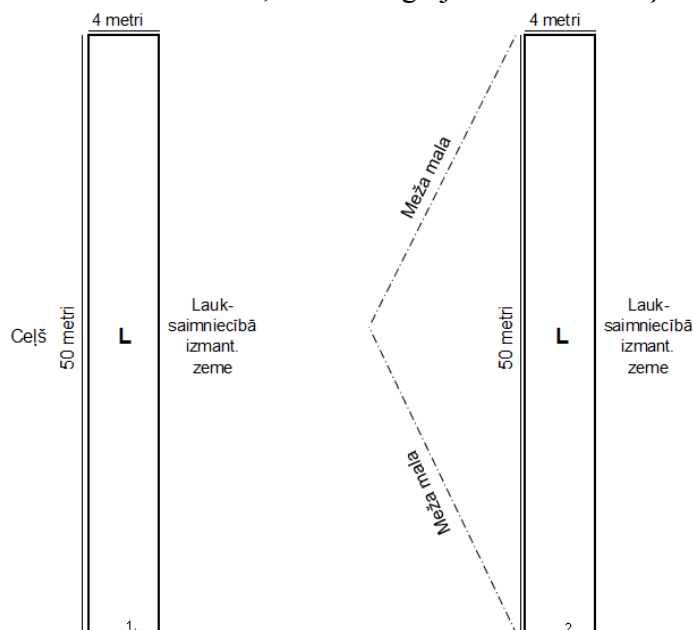 4 metri
4 metri
Meža mala
Ceļš
50 metri
L
Lauk-
saimniecībā
izmant.
zeme
50 metri
L
Lauk-
saimniecībā
izmant.
zeme
Meža mala
1.
2